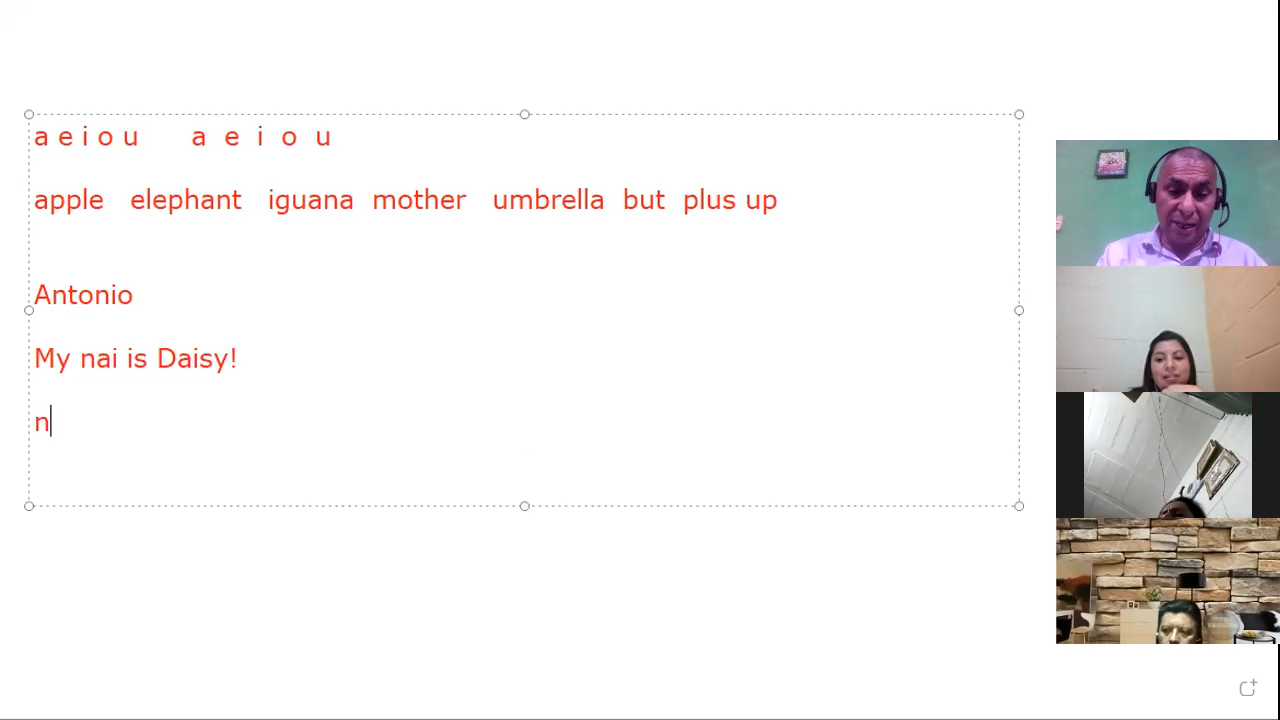 a e i o u a e i o u
apple elephant iguana mother umbrella but plus up
Antonio
My nai is Daisy!
n